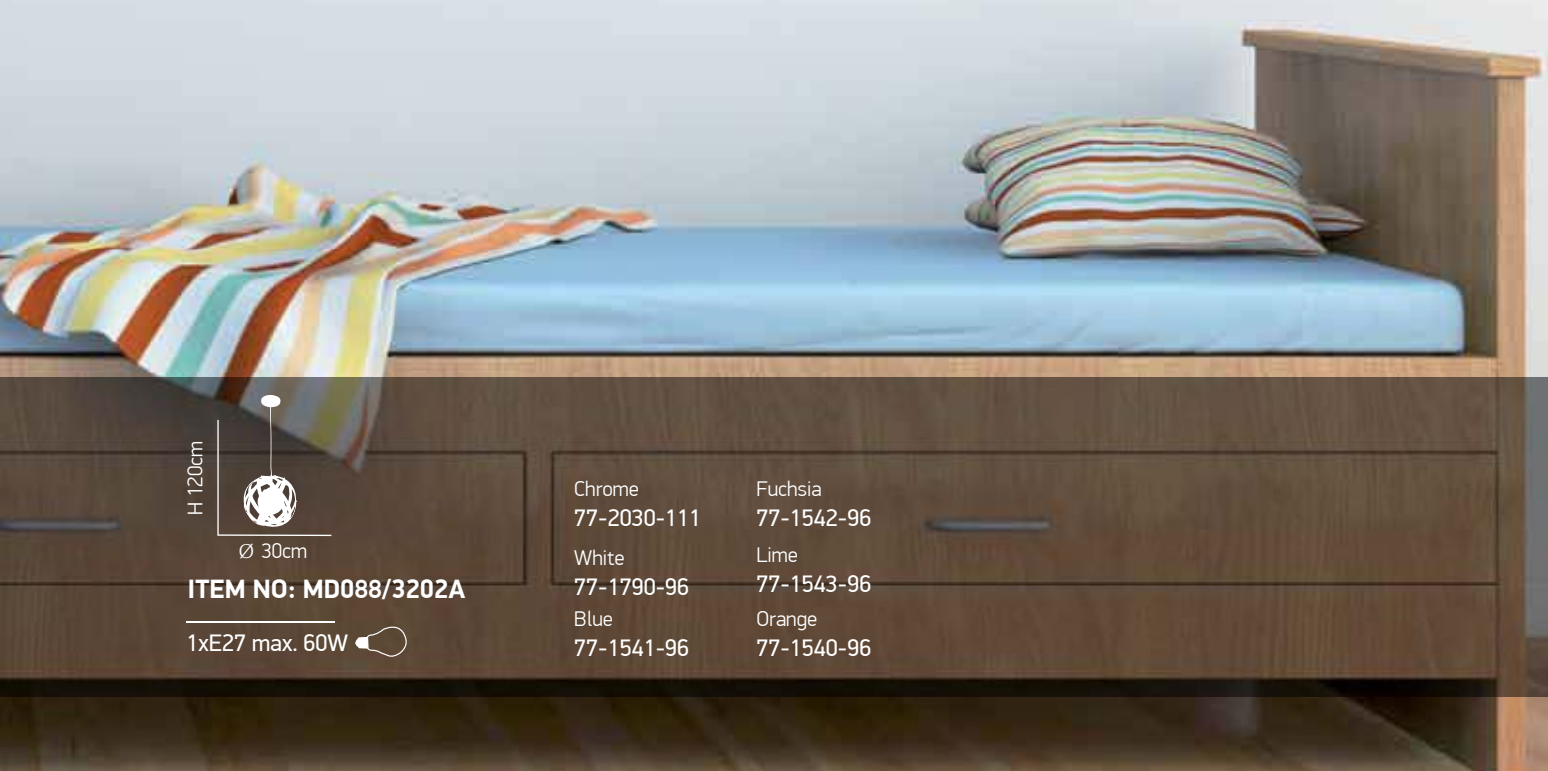 H 120cm
Ø 30cm
ITEM NO: MD088/3202A
1xE27 max. 60W
Chrome
77-2030-111
White
77-1790-96
Blue
77-1541-96
Fuchsia
77-1542-96
Lime
77-1543-96
Orange
77-1540-96